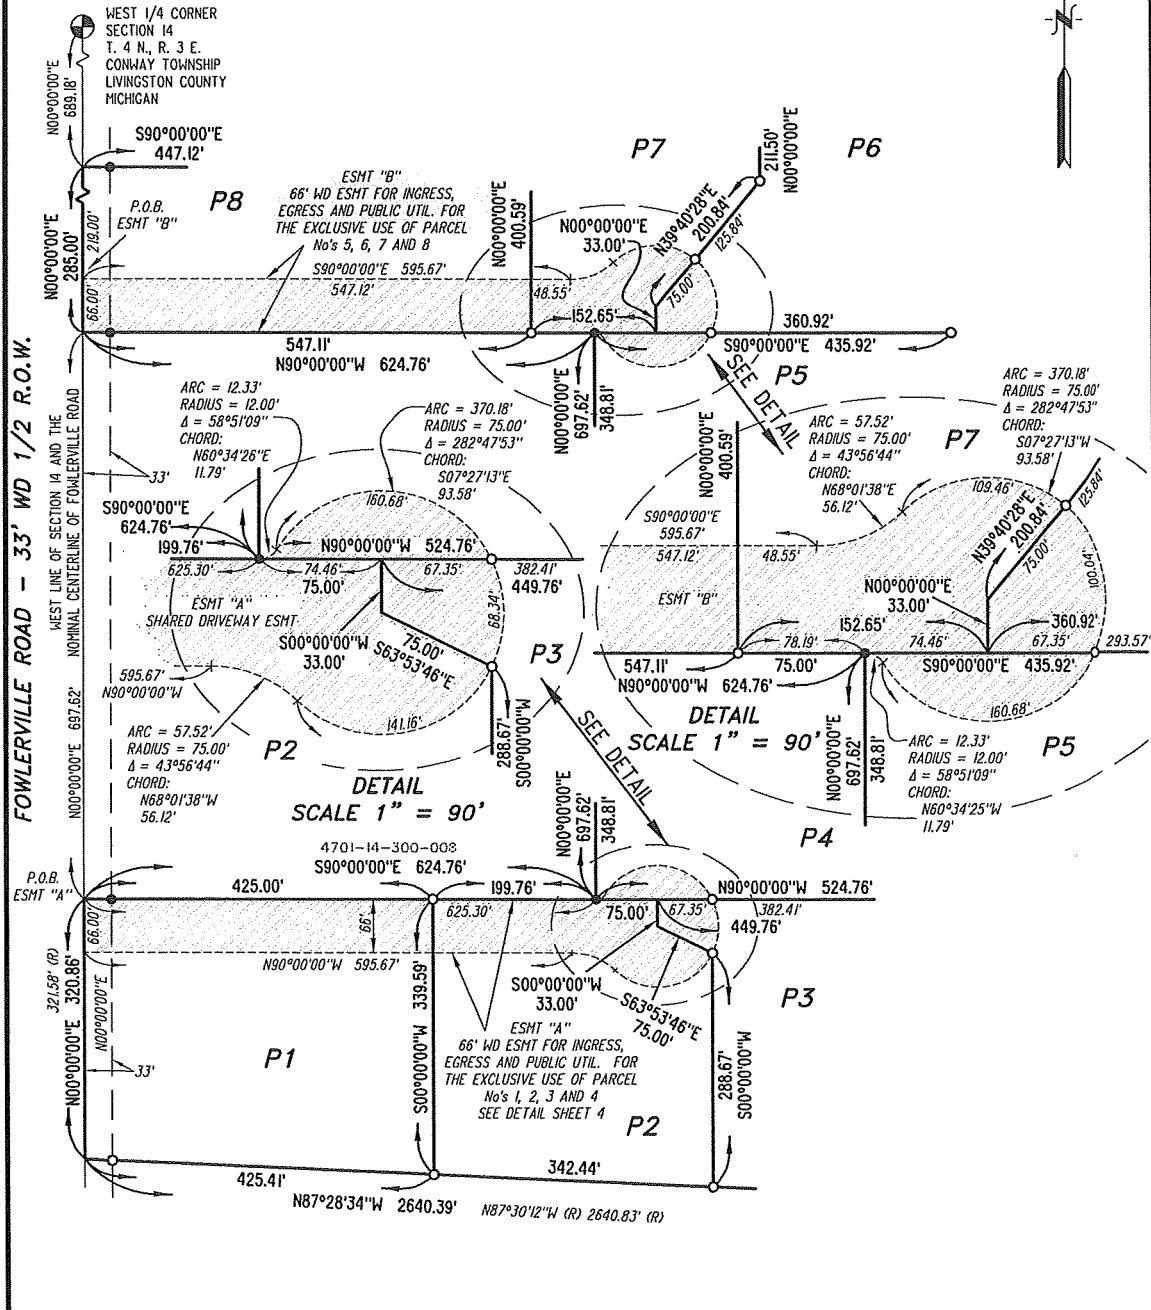 WEST 1/4 CORNER
SECTION 14
T. 4 N., R. 3 E.
CONWAY TOWNSHIP
LIVINGSTON COUNTY
MICHIGAN
N
N00°00'00"E
689.18'
S90°00'00"E
447.12'
P8
P7
P6
211.50'
N00°00'00"E
ESMT "B"
66' WD ESMT FOR INGRESS,
EGRESS AND PUBLIC UTIL. FOR
THE EXCLUSIVE USE OF PARCEL
No's 5, 6, 7 AND 8
P.O.B.
ESMT "B"
N00°00'00"E
285.00'
219.00'
66.00'
N00°00'00"E
400.59'
N00°00'00"E
33.00'
N39°40'28"E
200.84'
125.84'
75.00'
S90°00'00"E 595.67'
547.12'
48.55'
152.65'
360.92'
547.11'
N90°00'00"W 624.76'
S90°00'00"E 435.92'
P5
SEE DETAIL
N00°00'00"E
697.62'
348.81'
FOWLERVILLE ROAD - 33' WD 1/2 R.O.W.
WEST LINE OF SECTION 14 AND THE
NOMINAL CENTERLINE OF FOWLERVILLE ROAD
N00°00'00"E 697.62'
33'
ARC = 12.33'
RADIUS = 12.00'
Δ = 58°51'09"
CHORD:
N60°34'26"E
11.79'
ARC = 370.18'
RADIUS = 75.00'
Δ = 282°47'53"
CHORD:
S07°27'13"E
93.58'
160.68'
S90°00'00"E
624.76'
199.76'
N90°00'00"W 524.76'
625.30'
74.46'
75.00'
67.35'
382.41'
449.76'
ESMT "A"
SHARED DRIVEWAY ESMT
S00°00'00"W
33.00'
75.00'
S63°53'46"E
68.34'
P3
595.67'
N90°00'00"W
141.16'
288.67'
S00°00'00"W
ARC = 57.52'
RADIUS = 75.00'
Δ = 43°56'44"
CHORD:
N68°01'38"W
56.12'
P2
DETAIL
SCALE 1" = 90'
SEE DETAIL
ARC = 370.18'
RADIUS = 75.00'
Δ = 282°47'53"
CHORD:
S07°27'13"W
93.58'
ARC = 57.52'
RADIUS = 75.00'
Δ = 43°56'44"
CHORD:
N68°01'38"E
56.12'
P7
N00°00'00"E
400.59'
109.46'
125.84'
N39°40'28"E
200.84'
75.00'
100.04'
S90°00'00"E
595.67'
547.12'
48.55'
ESMT "B"
N00°00'00"E
33.00'
152.65'
360.92'
78.19'
74.46'
67.35'
293.57'
547.11'
75.00'
S90°00'00"E 435.92'
N90°00'00"W 624.76'
160.68'
DETAIL
SCALE 1" = 90'
P5
N00°00'00"E
697.62'
348.81'
ARC = 12.33'
RADIUS = 12.00'
Δ = 58°51'09"
CHORD:
N60°34'25"W
11.79'
P4
4701-14-300-003
S90°00'00"E 624.76'
N00°00'00"E
697.62'
348.81'
P.O.B.
ESMT "A"
425.00'
199.76'
N90°00'00"W 524.76'
625.30'
75.00'
67.35'
382.41'
449.76'
66.00'
66'
N90°00'00"W 595.67'
S00°00'00"W
33.00'
S63°53'46"E
75.00'
P3
321.58' (R)
N00°00'00"E 320.86'
N00°00'00"E
33'
P1
S00°00'00"W 339.59'
ESMT "A"
66' WD ESMT FOR INGRESS,
EGRESS AND PUBLIC UTIL. FOR
THE EXCLUSIVE USE OF PARCEL
No's 1, 2, 3 AND 4
SEE DETAIL SHEET 4
P2
288.67'
S00°00'00"W
342.44'
425.41'
N87°28'34"W 2640.39'
N87°30'12"W (R) 2640.83' (R)